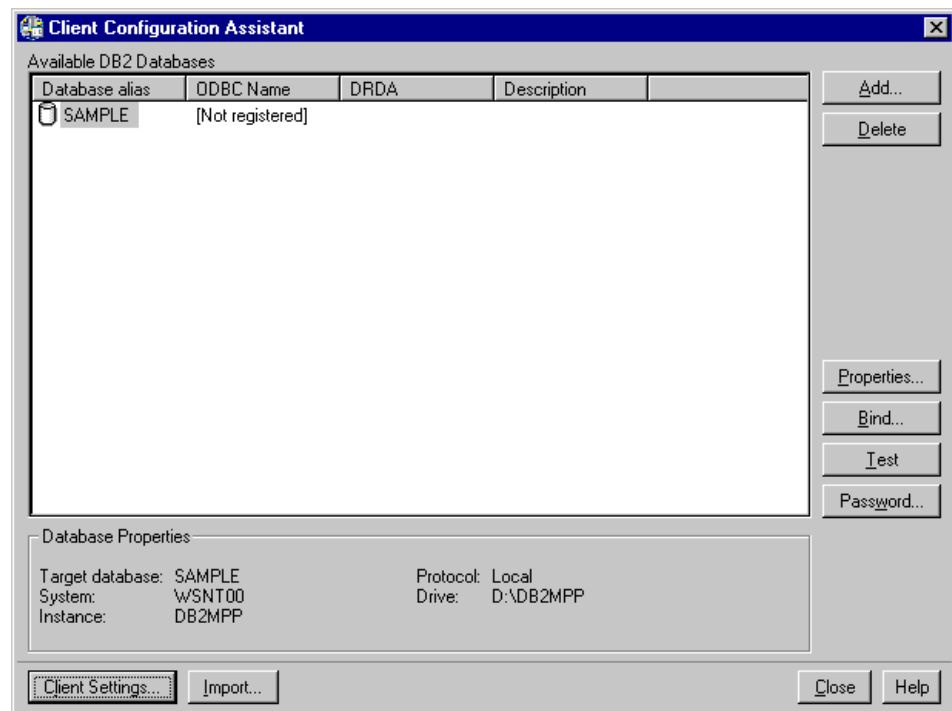 Client Configuration Assistant
Available DB2 Databases
Database alias ODBC Name DRDA Description
SAMPLE [Not registered]
Add...
Delete
Properties...
Bind...
Test
Password...
Database Properties
Target database: SAMPLE Protocol: Local
System: WSNT00 Drive: D:\DB2MPP
Instance: DB2MPP
Client Settings... Import... Close Help